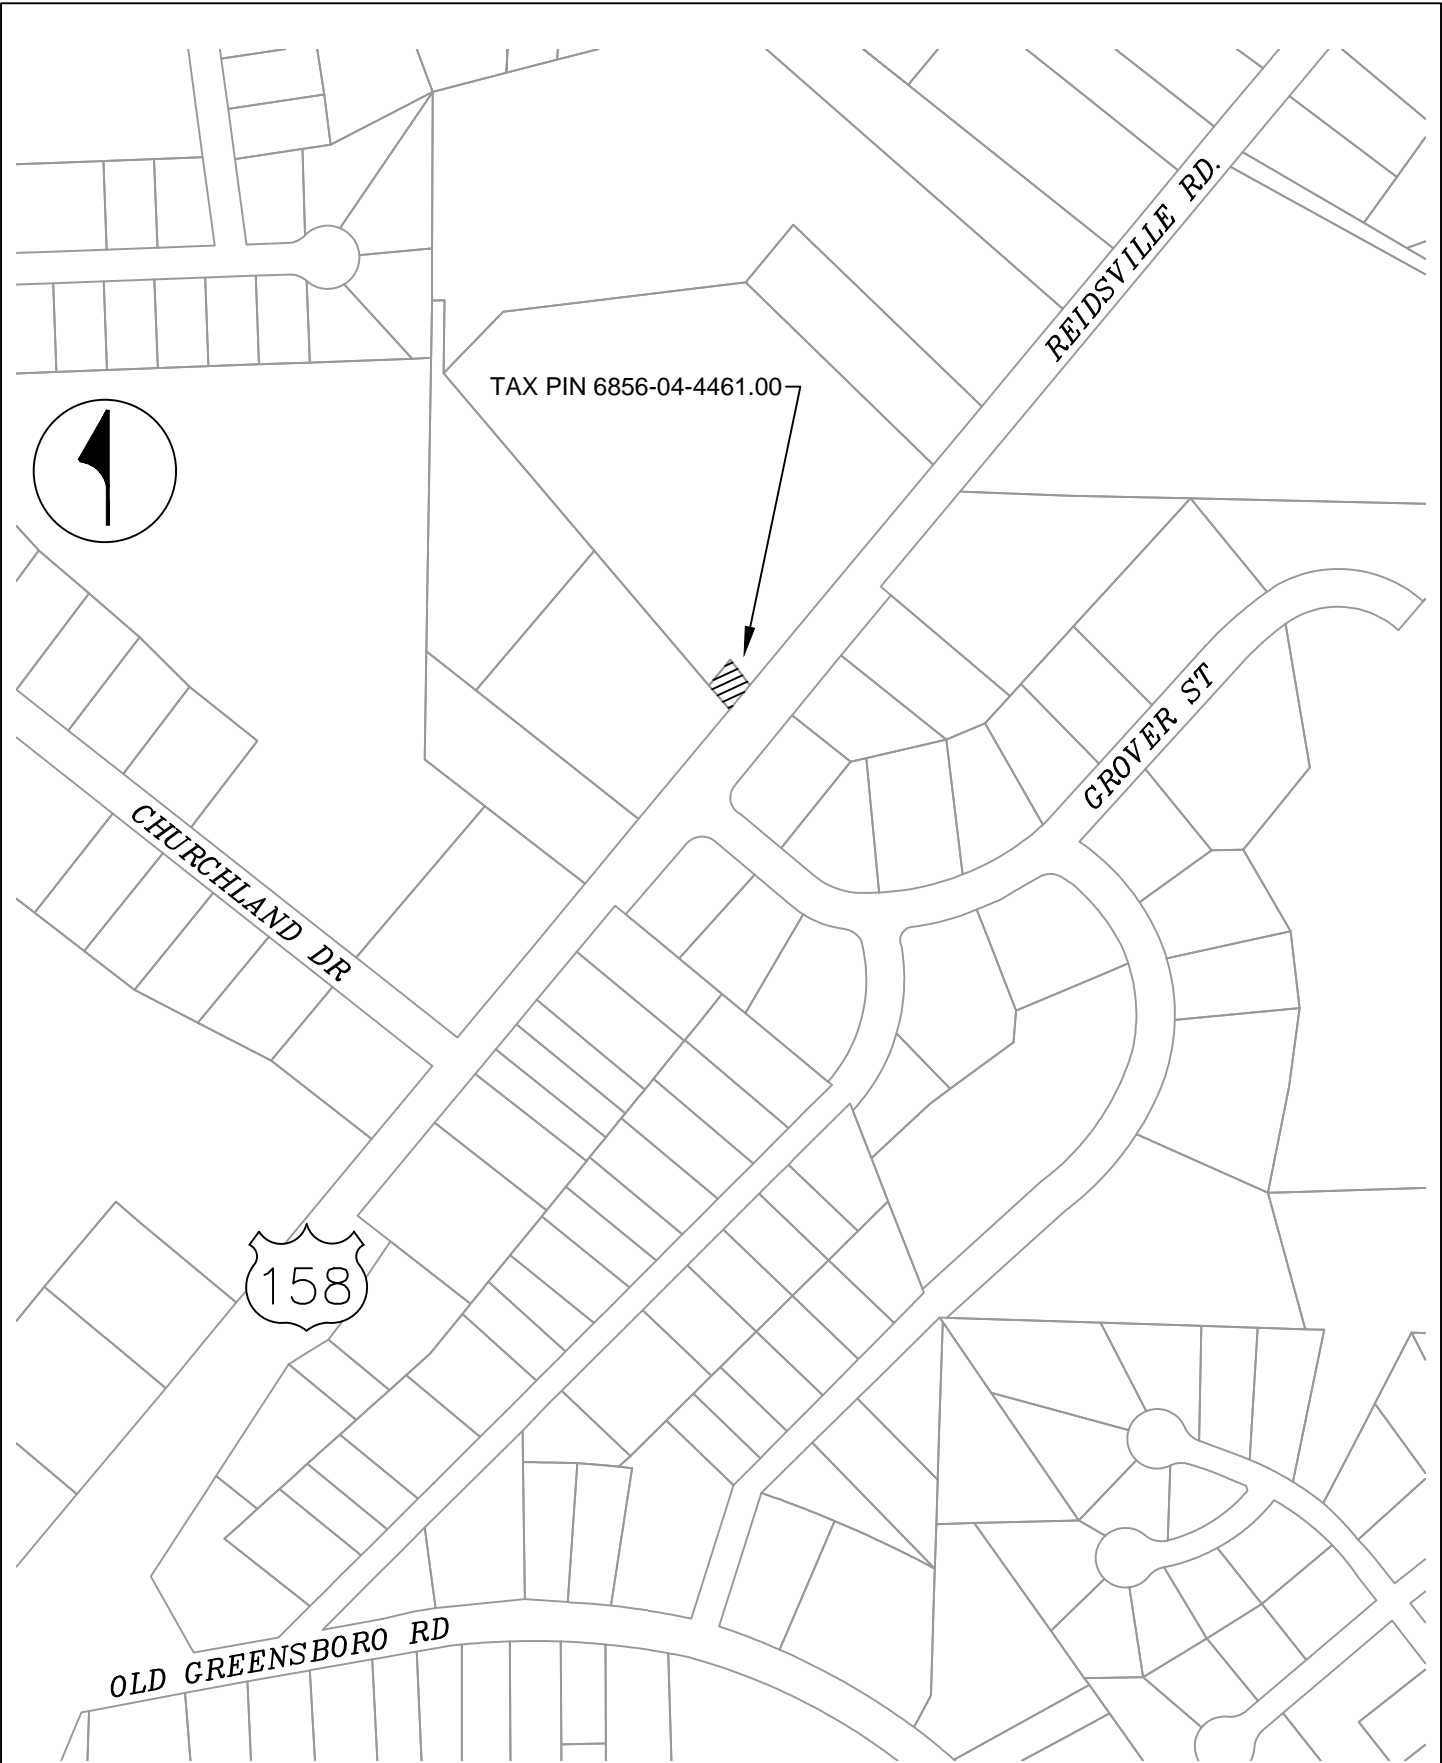 REIDSVILLE RD.
TAX PIN 6856-04-4461.00
GROVER ST
CHURCHLAND DR
158
OLD GREENSBORO RD